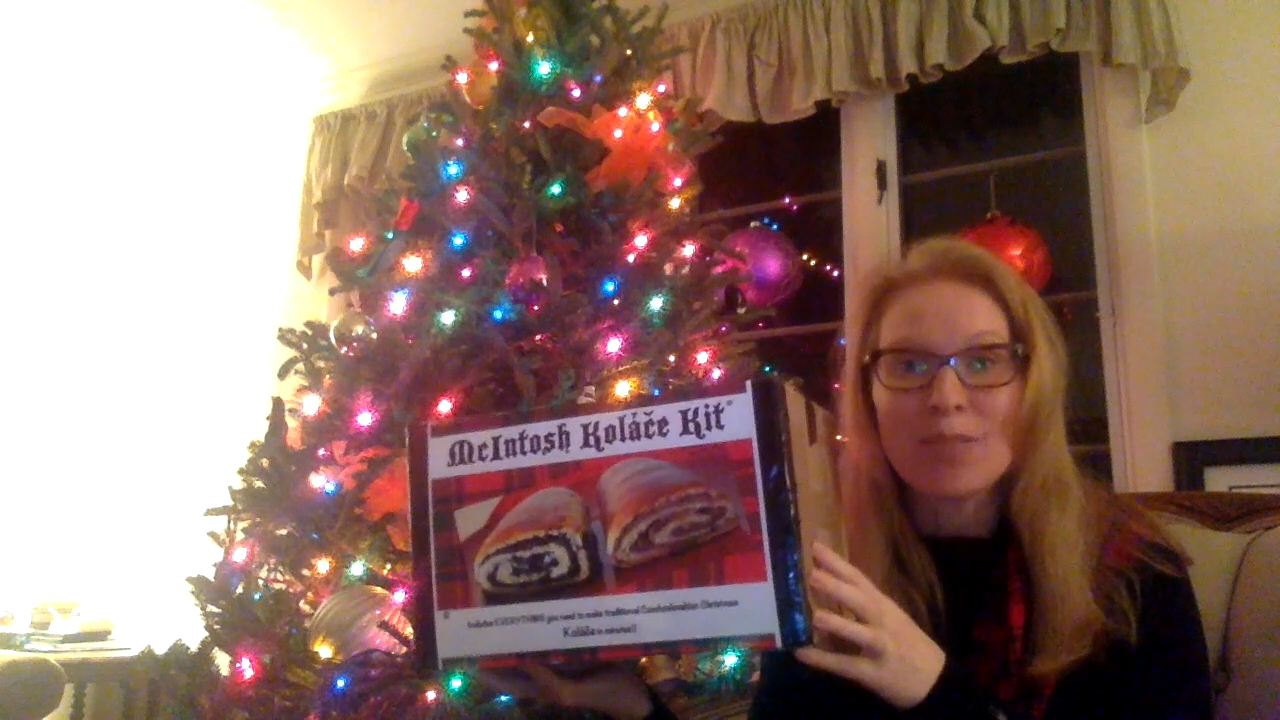 McIntosh Koláče Kit®
Includes EVERYTHING you need to make traditional Czechoslovakian Christmas
Koláče in minutes!!